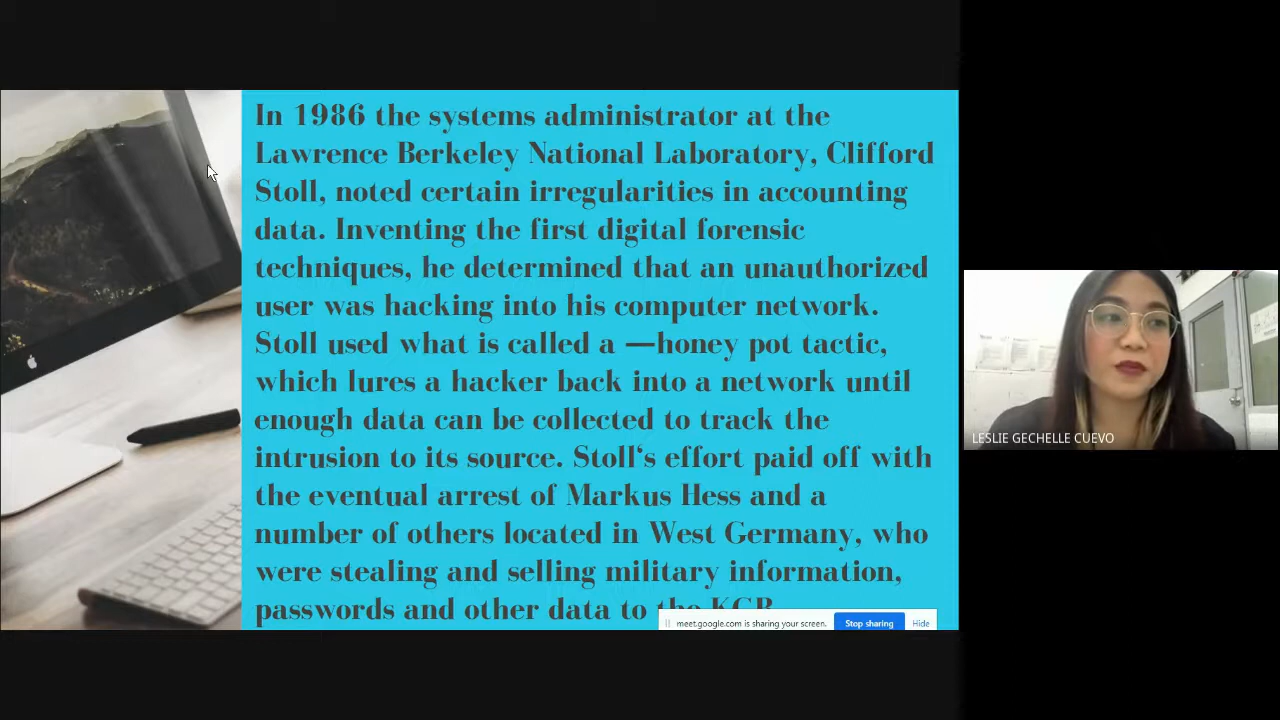 In 1986 the systems administrator at the
Lawrence Berkeley National Laboratory, Clifford
Stoll, noted certain irregularities in accounting
data. Inventing the first digital forensic
techniques, he determined that an unauthorized
user was hacking into his computer network.
Stoll used what is called a ―honey pot tactic,
which lures a hacker back into a network until
enough data can be collected to track the
intrusion to its source. Stoll‘s effort paid off with
the eventual arrest of Markus Hess and a
number of others located in West Germany, who
were stealing and selling military information,
passwords and other data to the KGB
meet.google.com is sharing your screen. Stop sharing Hide
LESLIE GECHELLE CUEVO